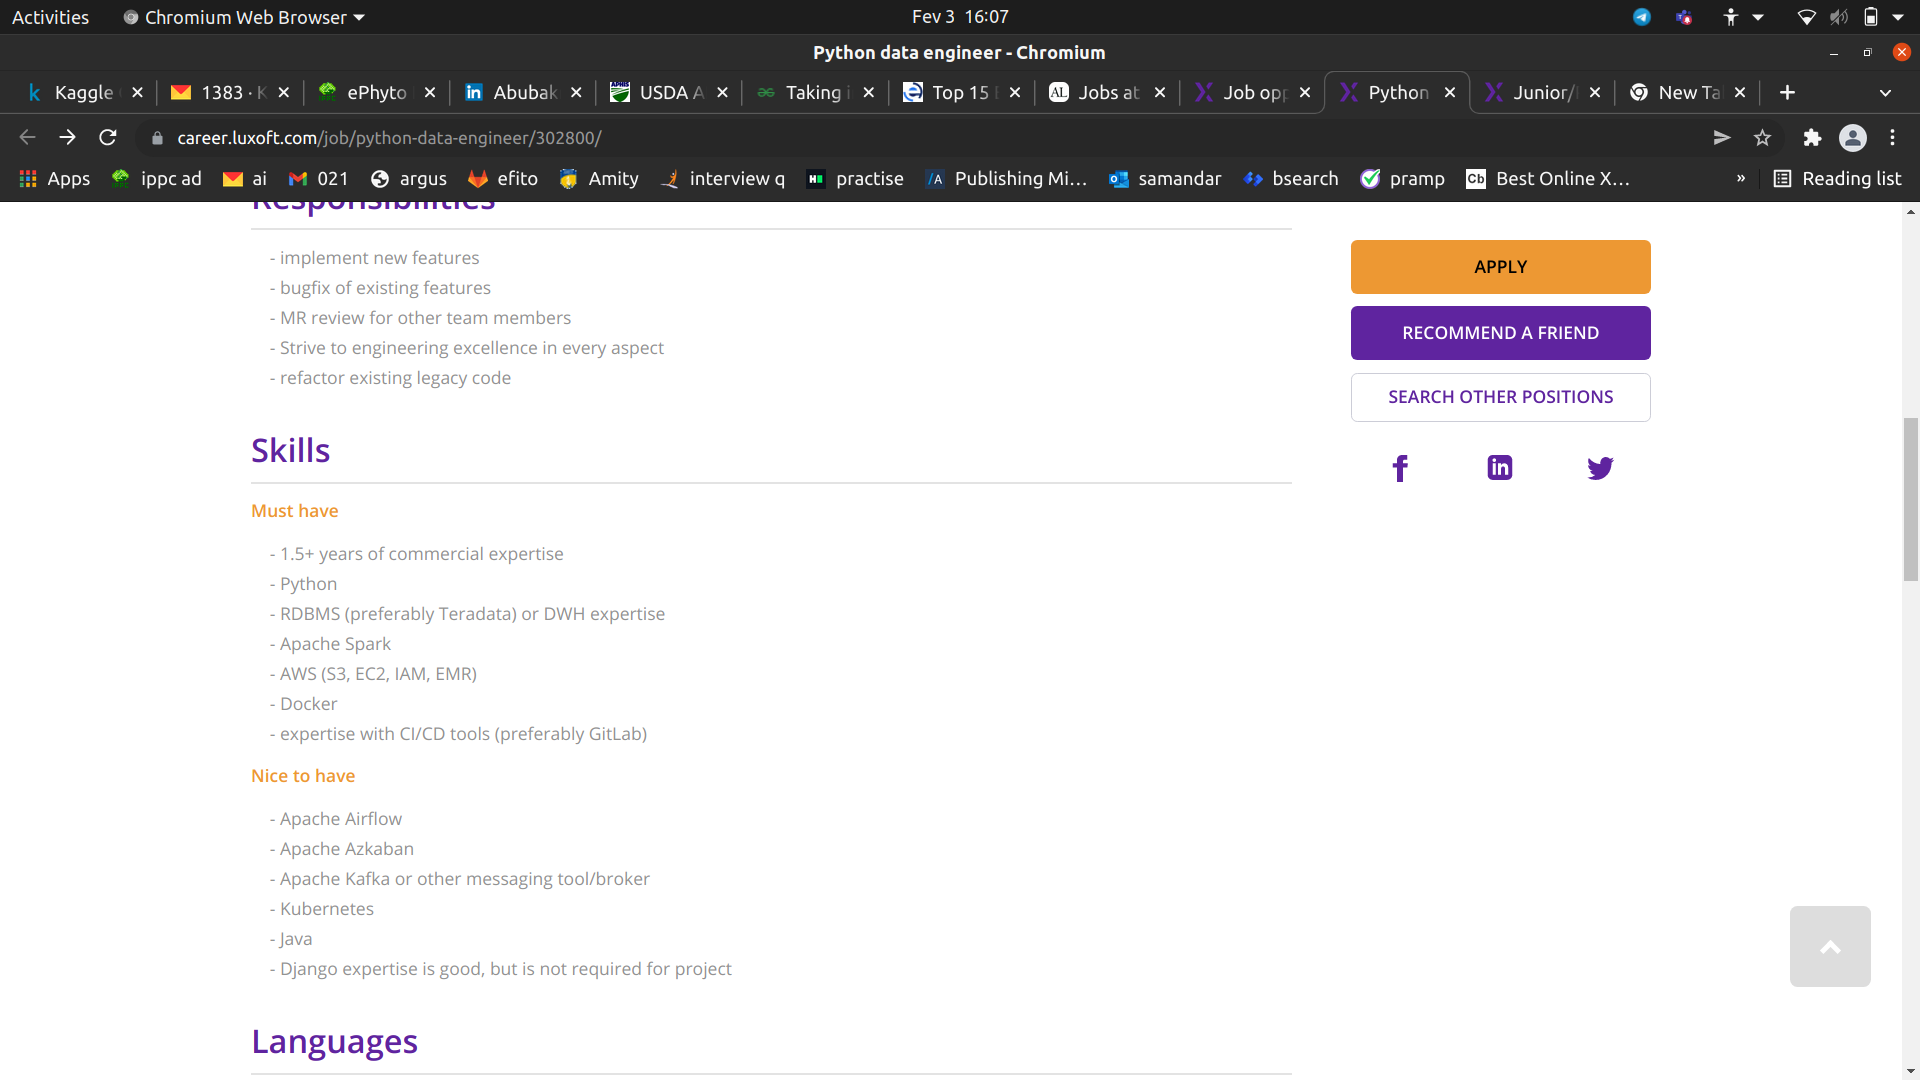 Activities Chromium Web Browser Fev 3 16:07
Python data engineer - Chromium
Kaggle 1383 · K ePhyto Abubak USDA A Taking i Top 15 E Jobs at Job opp Python Junior/ New Ta
career.luxoft.com/job/python-data-engineer/302800/
Apps ippc ad ai 021 argus efito Amity interview q practise Publishing Mi... samandar bsearch pramp Best Online X... » Reading list
Responsibilities
- implement new features
- bugfix of existing features
- MR review for other team members
- Strive to engineering excellence in every aspect
- refactor existing legacy code
APPLY
RECOMMEND A FRIEND
SEARCH OTHER POSITIONS
Skills
Must have
- 1.5+ years of commercial expertise
- Python
- RDBMS (preferably Teradata) or DWH expertise
- Apache Spark
- AWS (S3, EC2, IAM, EMR)
- Docker
- expertise with CI/CD tools (preferably GitLab)
Nice to have
- Apache Airflow
- Apache Azkaban
- Apache Kafka or other messaging tool/broker
- Kubernetes
- Java
- Django expertise is good, but is not required for project
Languages